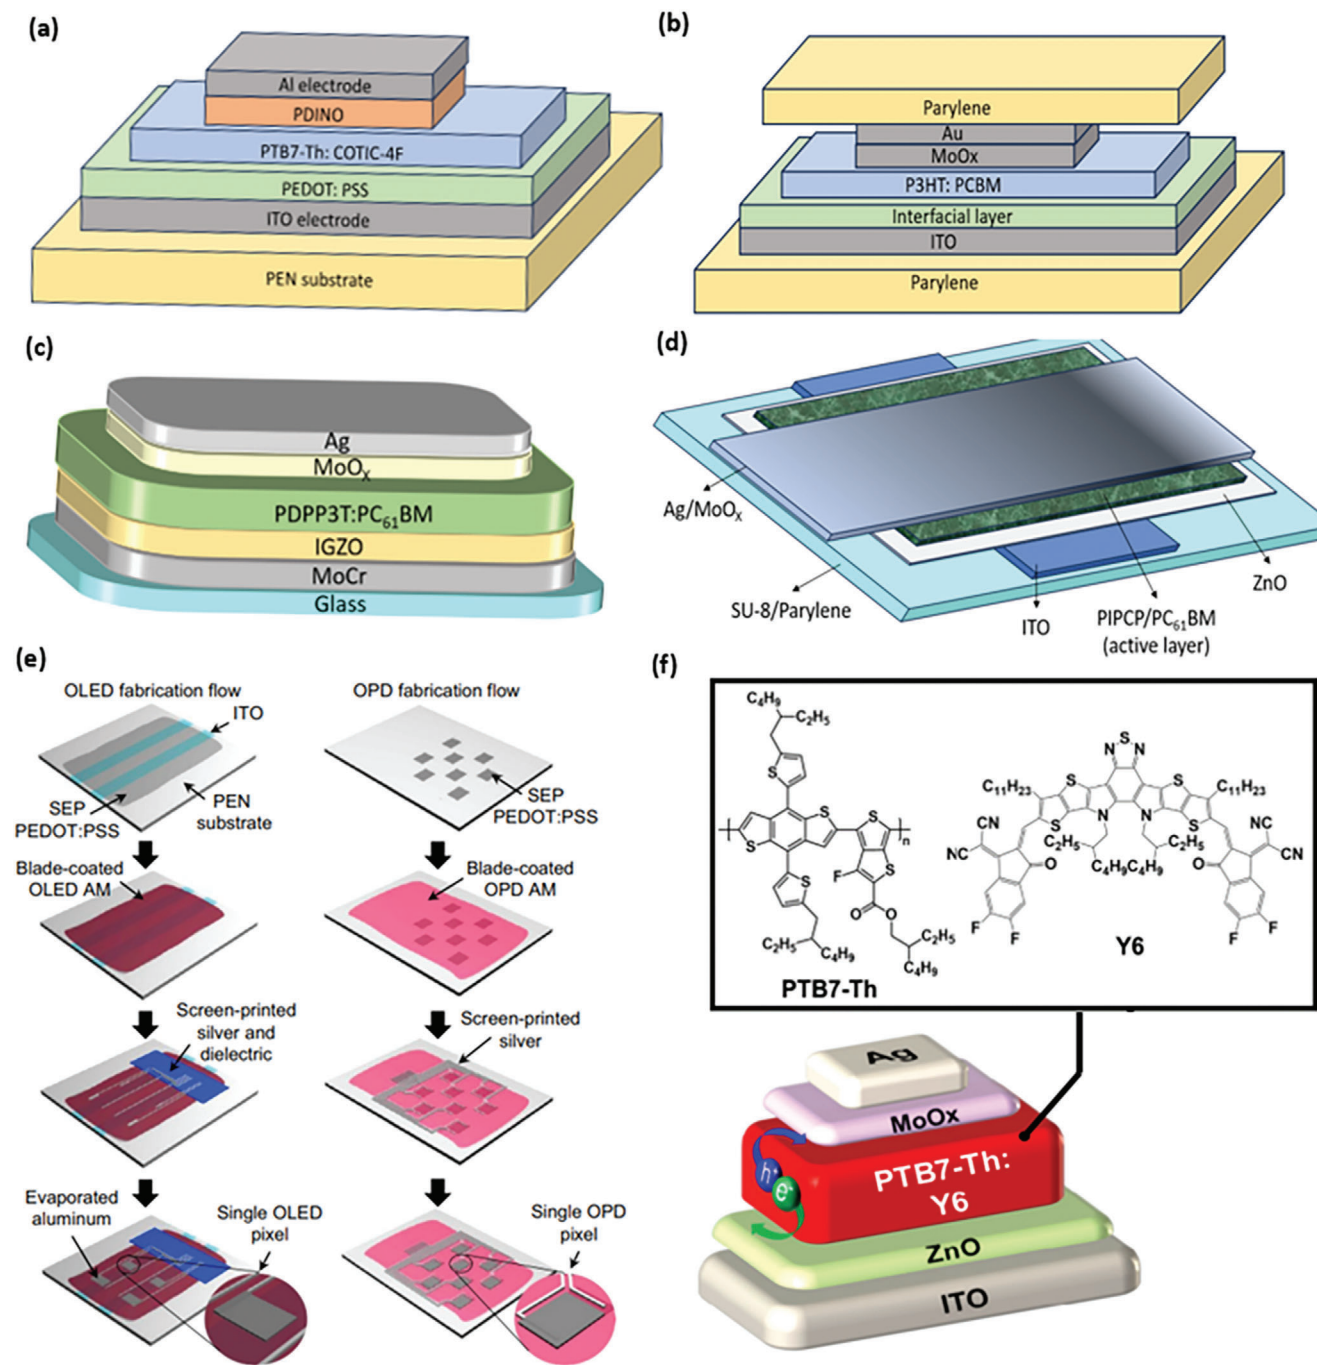 (a)
Al electrode
PDINO
PTB7-Th: COTIC-4F
PEDOT: PSS
ITO electrode
PEN substrate
(b)
Parylene
Au
MoOx
P3HT: PCBM
Interfacial layer
ITO
Parylene
(c)
Ag
MoOX
PDPP3T:PC61BM
IGZO
MoCr
Glass
(d)
Ag/MoOX
SU-8/Parylene
ITO
PIPCP/PC61BM
(active layer)
ZnO
(e)
OLED fabrication flow
ITO
SEP
PEDOT:PSS
PEN
substrate
Blade-coated
OLED AM
Screen-printed
silver and
dielectric
Evaporated
aluminum
Single OLED
pixel
OPD fabrication flow
SEP
PEDOT:PSS
Blade-coated
OPD AM
Screen-printed
silver
Single OPD
pixel
(f)
C4H9
C2H5
S
S
S
n
S
F
S
S
O
O
C2H5
C4H9
C2H5
C4H9
PTB7-Th
S
N
N
C11H23
S
S
C11H23
S
N
N
S
CN
NC
O
C2H5
C2H5
C4H9
C4H9
O
CN
CN
F
F
F
F
Y6
Ag
MoOx
PTB7-Th:
Y6
h+
e-
ZnO
ITO